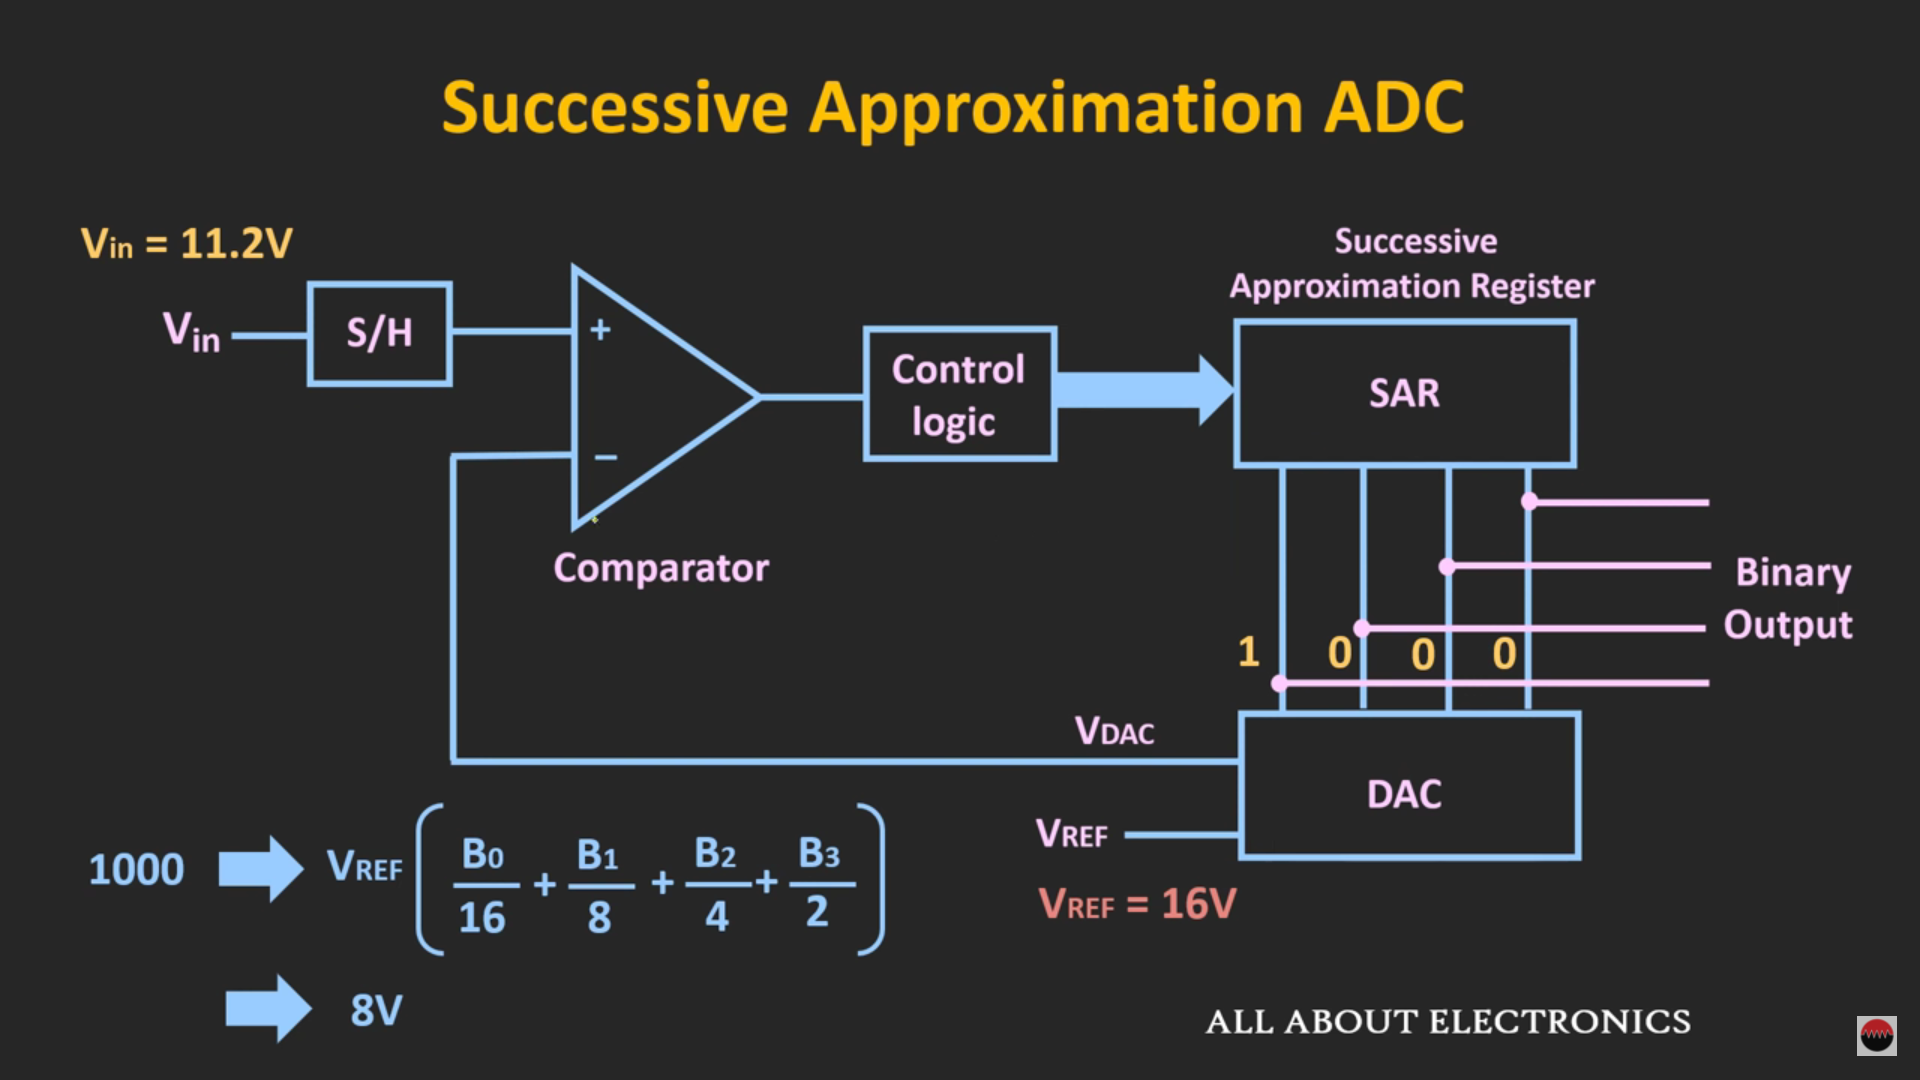 Successive Approximation ADC
Vin = 11.2V
Successive
Approximation Register
Vin
S/H
+
−
Control
logic
SAR
Comparator
Binary
Output
1 0 0 0
VDAC
DAC
VREF
VREF = 16V
1000 VREF ( B0/16 + B1/8 + B2/4 + B3/2 )
8V
ALL ABOUT ELECTRONICS